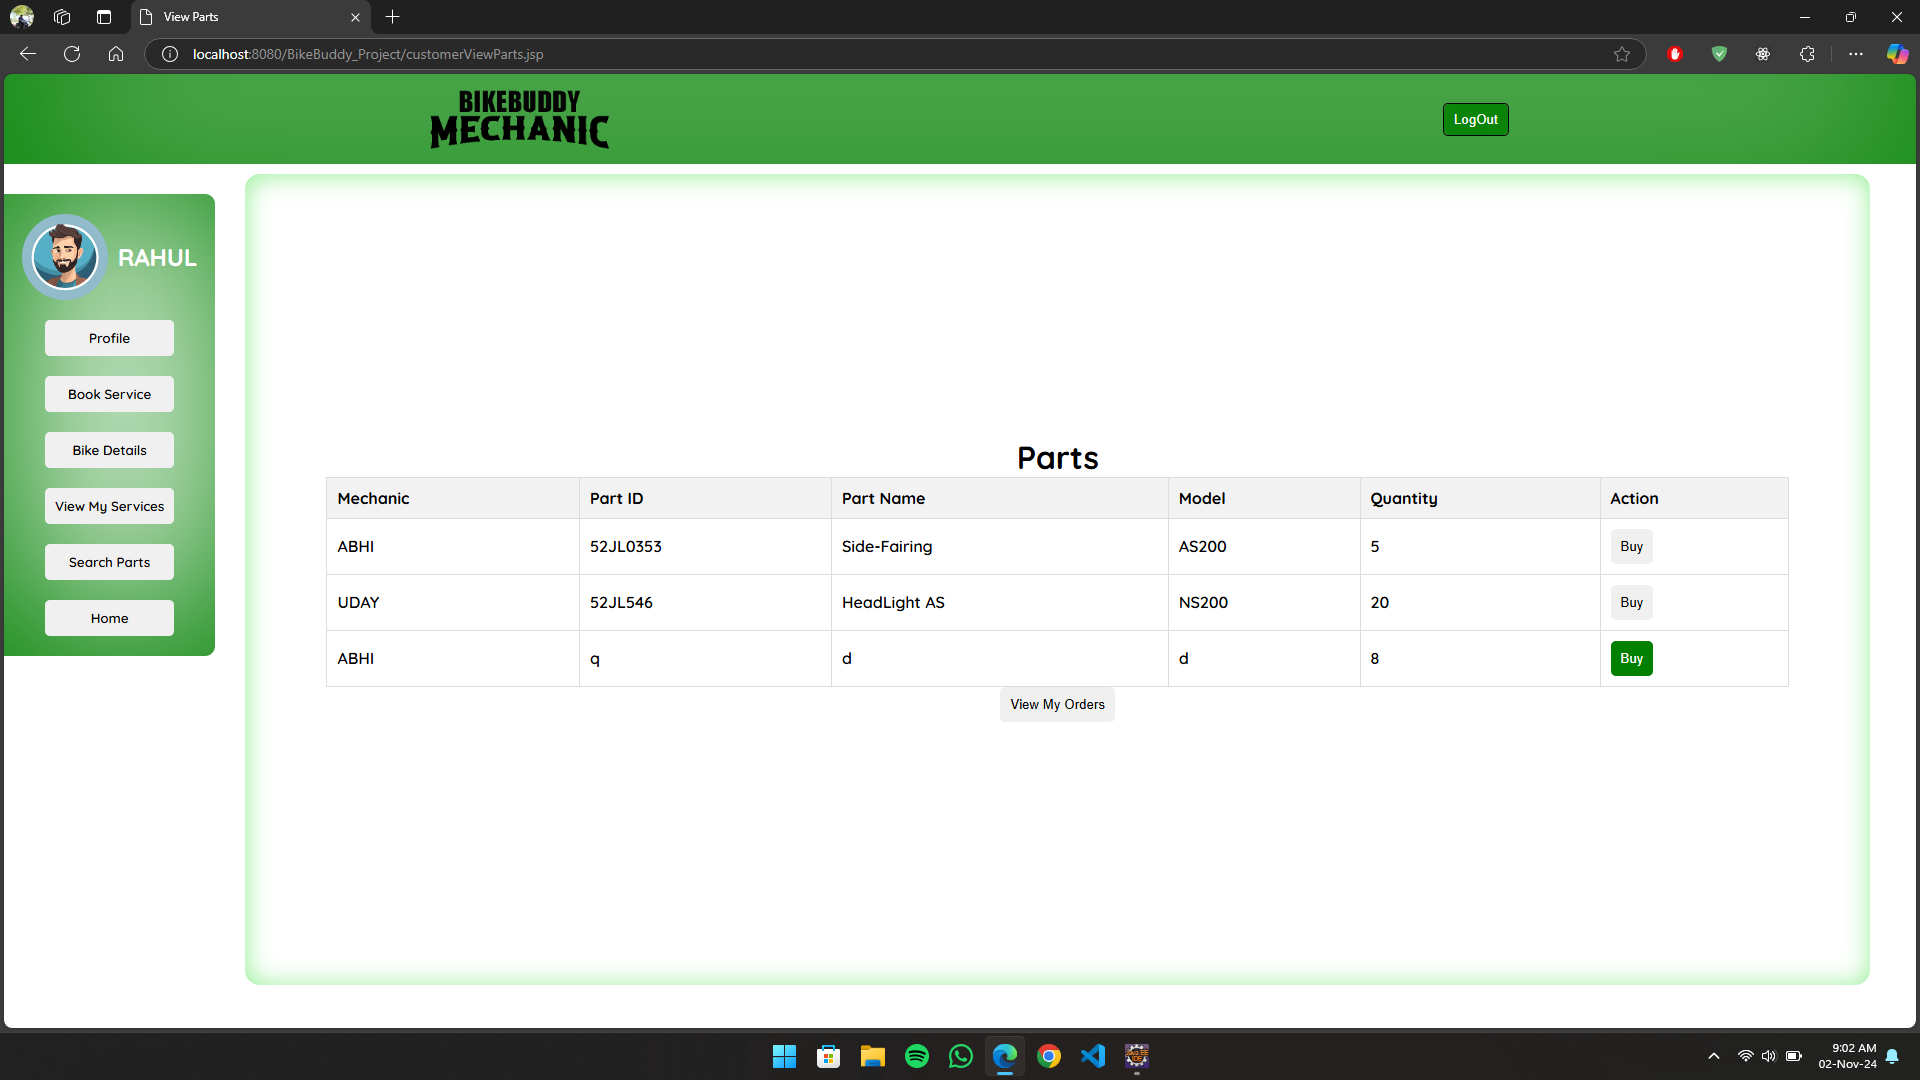 View Parts
localhost:8080/BikeBuddy_Project/customerViewParts.jsp
BIKEBUDDY
MECHANIC
LogOut
RAHUL
Profile
Book Service
Bike Details
View My Services
Search Parts
Home
Parts
Mechanic Part ID Part Name Model Quantity Action
ABHI 52JL0353 Side-Fairing AS200 5 Buy
UDAY 52JL546 HeadLight AS NS200 20 Buy
ABHI q d d 8 Buy
View My Orders
9:02 AM
02-Nov-24